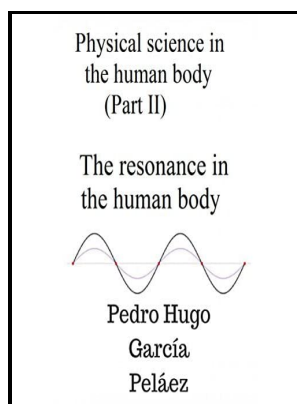 Physical science in
the human body
(Part II)
The resonance in
the human body
Pedro Hugo
García
Peláez